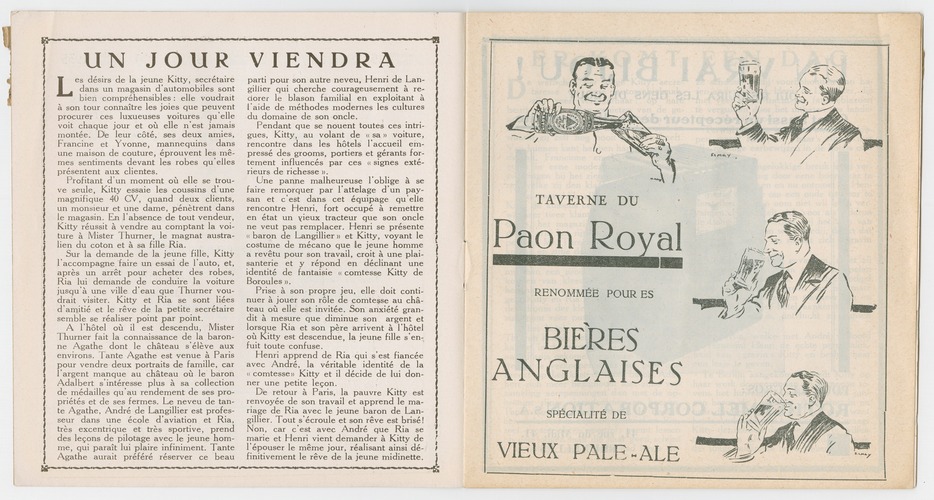 UN JOUR VIENDRA
Les désirs de la jeune Kitty, secrétaire
dans un magasin d'automobiles sont
bien compréhensibles : elle voudrait
à son tour connaître les joies que peuvent
procurer ces luxueuses voitures qu'elle
voit chaque jour et où elle n'est jamais
montée. De leur côté, ses deux amies,
Francine et Yvonne, mannequins dans
une maison de couture, éprouvent les mê-
mes sentiments devant les robes qu'elles
présentent aux clientes.
Profitant d'un moment où elle se trou-
ve seule, Kitty essaie les coussins d'une
magnifique 40 CV, quand deux clients,
un monsieur et une dame, pénètrent dans
le magasin. En l'absence de tout vendeur,
Kitty réussit à vendre au comptant la voi-
ture à Mister Thurner, le magnat austra-
lien du coton et à sa fille Ria.
Sur la demande de la jeune fille, Kitty
l'accompagne faire un essai de l'auto, et,
après un arrêt pour acheter des robes,
Ria lui demande de conduire la voiture
jusqu'à une ville d'eau que Thurner vou-
drait visiter. Kitty et Ria se sont liées
d'amitié et le rêve de la petite secrétaire
semble se réaliser point par point.
A l'hôtel où il est descendu, Mister
Thurner fait la connaissance de la baron-
ne Agathe dont le château s'élève aux
environs. Tante Agathe est venue à Paris
pour vendre deux portraits de famille, car
l'argent manque au château où le baron
Adalbert s'intéresse plus à sa collection
de médailles qu'au rendement de ses pro-
priétés et de ses fermes. Le neveu de tan-
te Agathe, André de Langillier est profes-
seur dans une école d'aviation et Ria,
très excentrique et très sportive, prend
des leçons de pilotage avec le jeune hom-
me, qui paraît lui plaire infiniment. Tante
Agathe aurait préféré réserver ce beau
parti pour son autre neveu, Henri de Lan-
gillier qui cherche courageusement à re-
dorer le blason familial en exploitant à
l'aide de méthodes modernes les cultures
du domaine de son oncle.
Pendant que se nouent toutes ces intri-
gues, Kitty, au volant de « sa » voiture,
rencontre dans les hôtels l'accueil em-
pressé des grooms, portiers et gérants for-
tement influencés par ces « signes exté-
rieurs de richesse ».
Une panne malheureuse l'oblige à se
faire remorquer par l'attelage d'un pay-
san et c'est dans cet équipage qu'elle
rencontre Henri, fort occupé à remettre
en état un vieux tracteur que son oncle
ne veut pas remplacer. Henri se présente
« baron de Langillier » et Kitty, voyant le
costume de mécano que le jeune homme
a revêtu pour son travail, croit à une plai-
santerie et y répond en déclinant une
identité de fantaisie « comtesse Kitty de
Boroules ».
Prise à son propre jeu, elle doit conti-
nuer à jouer son rôle de comtesse au châ-
teau où elle est invitée. Son anxiété gran-
dit à mesure que diminue son argent et
lorsque Ria et son père arrivent à l'hôtel
où Kitty est descendue, la jeune fille s'en-
fuit toute confuse.
Henri apprend de Ria qui s'est fiancée
avec André, la véritable identité de la
« comtesse » Kitty et il décide de lui don-
ner une petite leçon.
De retour à Paris, la pauvre Kitty est
renvoyée de son travail et apprend le ma-
riage de Ria avec le jeune baron de Lan-
gillier. Tout s'écroule et son rêve est brisé!
Non, car c'est avec André que Ria se
marie et Henri vient demander à Kitty de
l'épouser le même jour, réalisant ainsi dé-
finitivement le rêve de la jeune midinette.
TAVERNE DU
Paon Royal
RENOMMÉE POUR ES
BIÈRES
ANGLAISES
SPÉCIALITÉ DE
VIEUX PALE-ALE